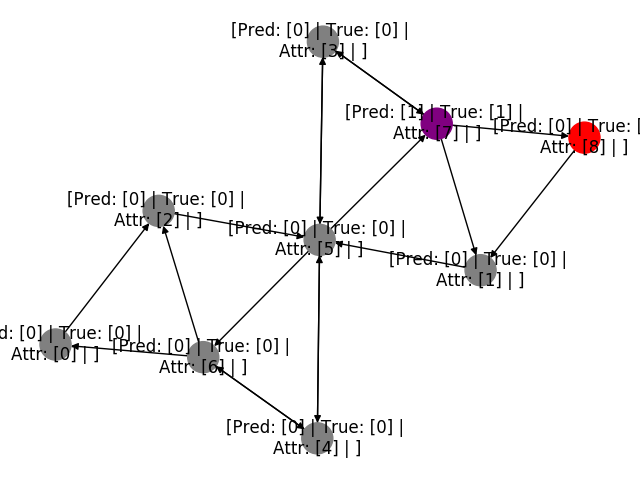 [Pred: [0] | True: [0] |
Attr: [3] | ]
[Pred: [1] | True: [1] |
Attr: [7] | ]
[Pred: [0] | True: [
Attr: [8] | ]
[Pred: [0] | True: [0] |
Attr: [2] | ]
[Pred: [0] | True: [0] |
Attr: [5] | ]
[Pred: [0] | True: [0] |
Attr: [1] | ]
d: [0] | True: [0] |
Attr: [0] | ]
[Pred: [0] | True: [0] |
Attr: [6] | ]
[Pred: [0] | True: [0] |
Attr: [4] | ]